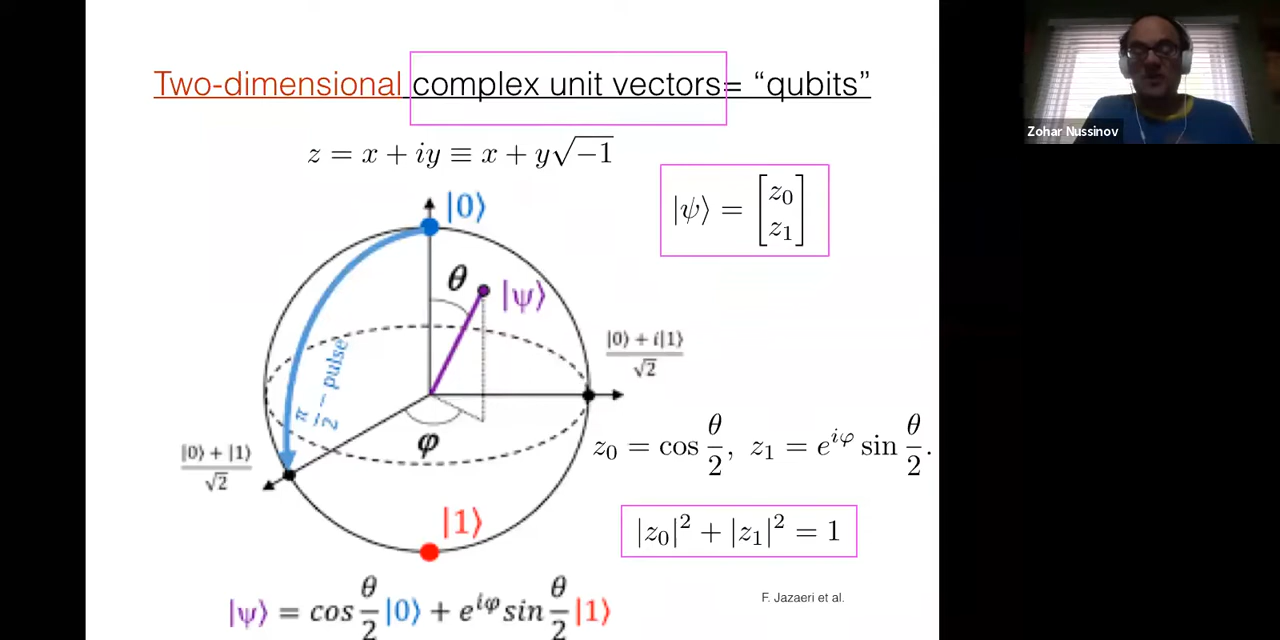 Two-dimensional complex unit vectors= “qubits”
z = x + iy ≡ x + y√−1
|ψ⟩ = [z₀ z₁]
|0⟩
θ
|ψ⟩
π/2 − pulse
(|0⟩ + i|1⟩)/√2
φ
(|0⟩ + |1⟩)/√2
z₀ = cos θ/2, z₁ = e^{iφ} sin θ/2.
|1⟩
|z₀|² + |z₁|² = 1
|ψ⟩ = cos θ/2 |0⟩ + e^{iφ} sin θ/2 |1⟩
F. Jazaeri et al.
Zohar Nussinov